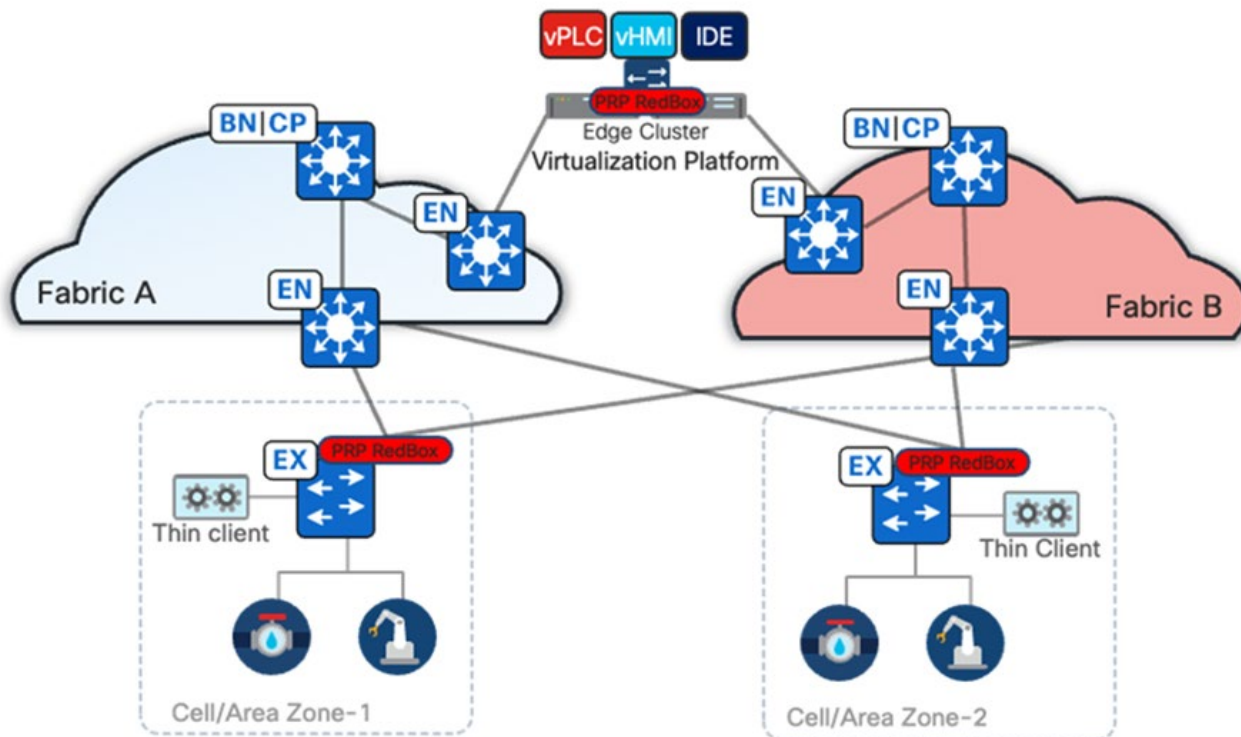 vPLC vHMI IDE
PRP RedBox
Edge Cluster
Virtualization Platform
BN|CP
BN|CP
EN
EN
Fabric A
EN
EN
Fabric B
EX
PRP RedBox
EX
PRP RedBox
Thin client
Thin Client
Cell/Area Zone-1
Cell/Area Zone-2